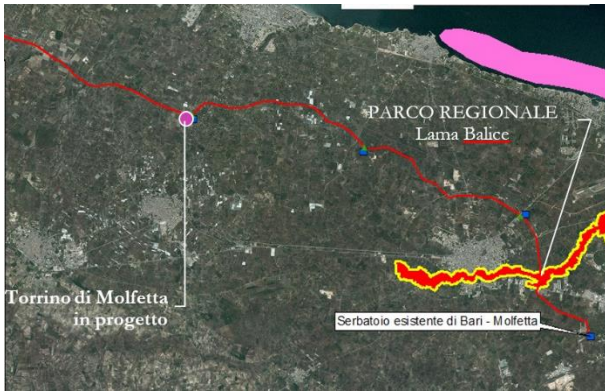 PARCO REGIONALE
Lama Balice
Torrino di Molfetta
in progetto
Serbatoio esistente di Bari - Molfetta